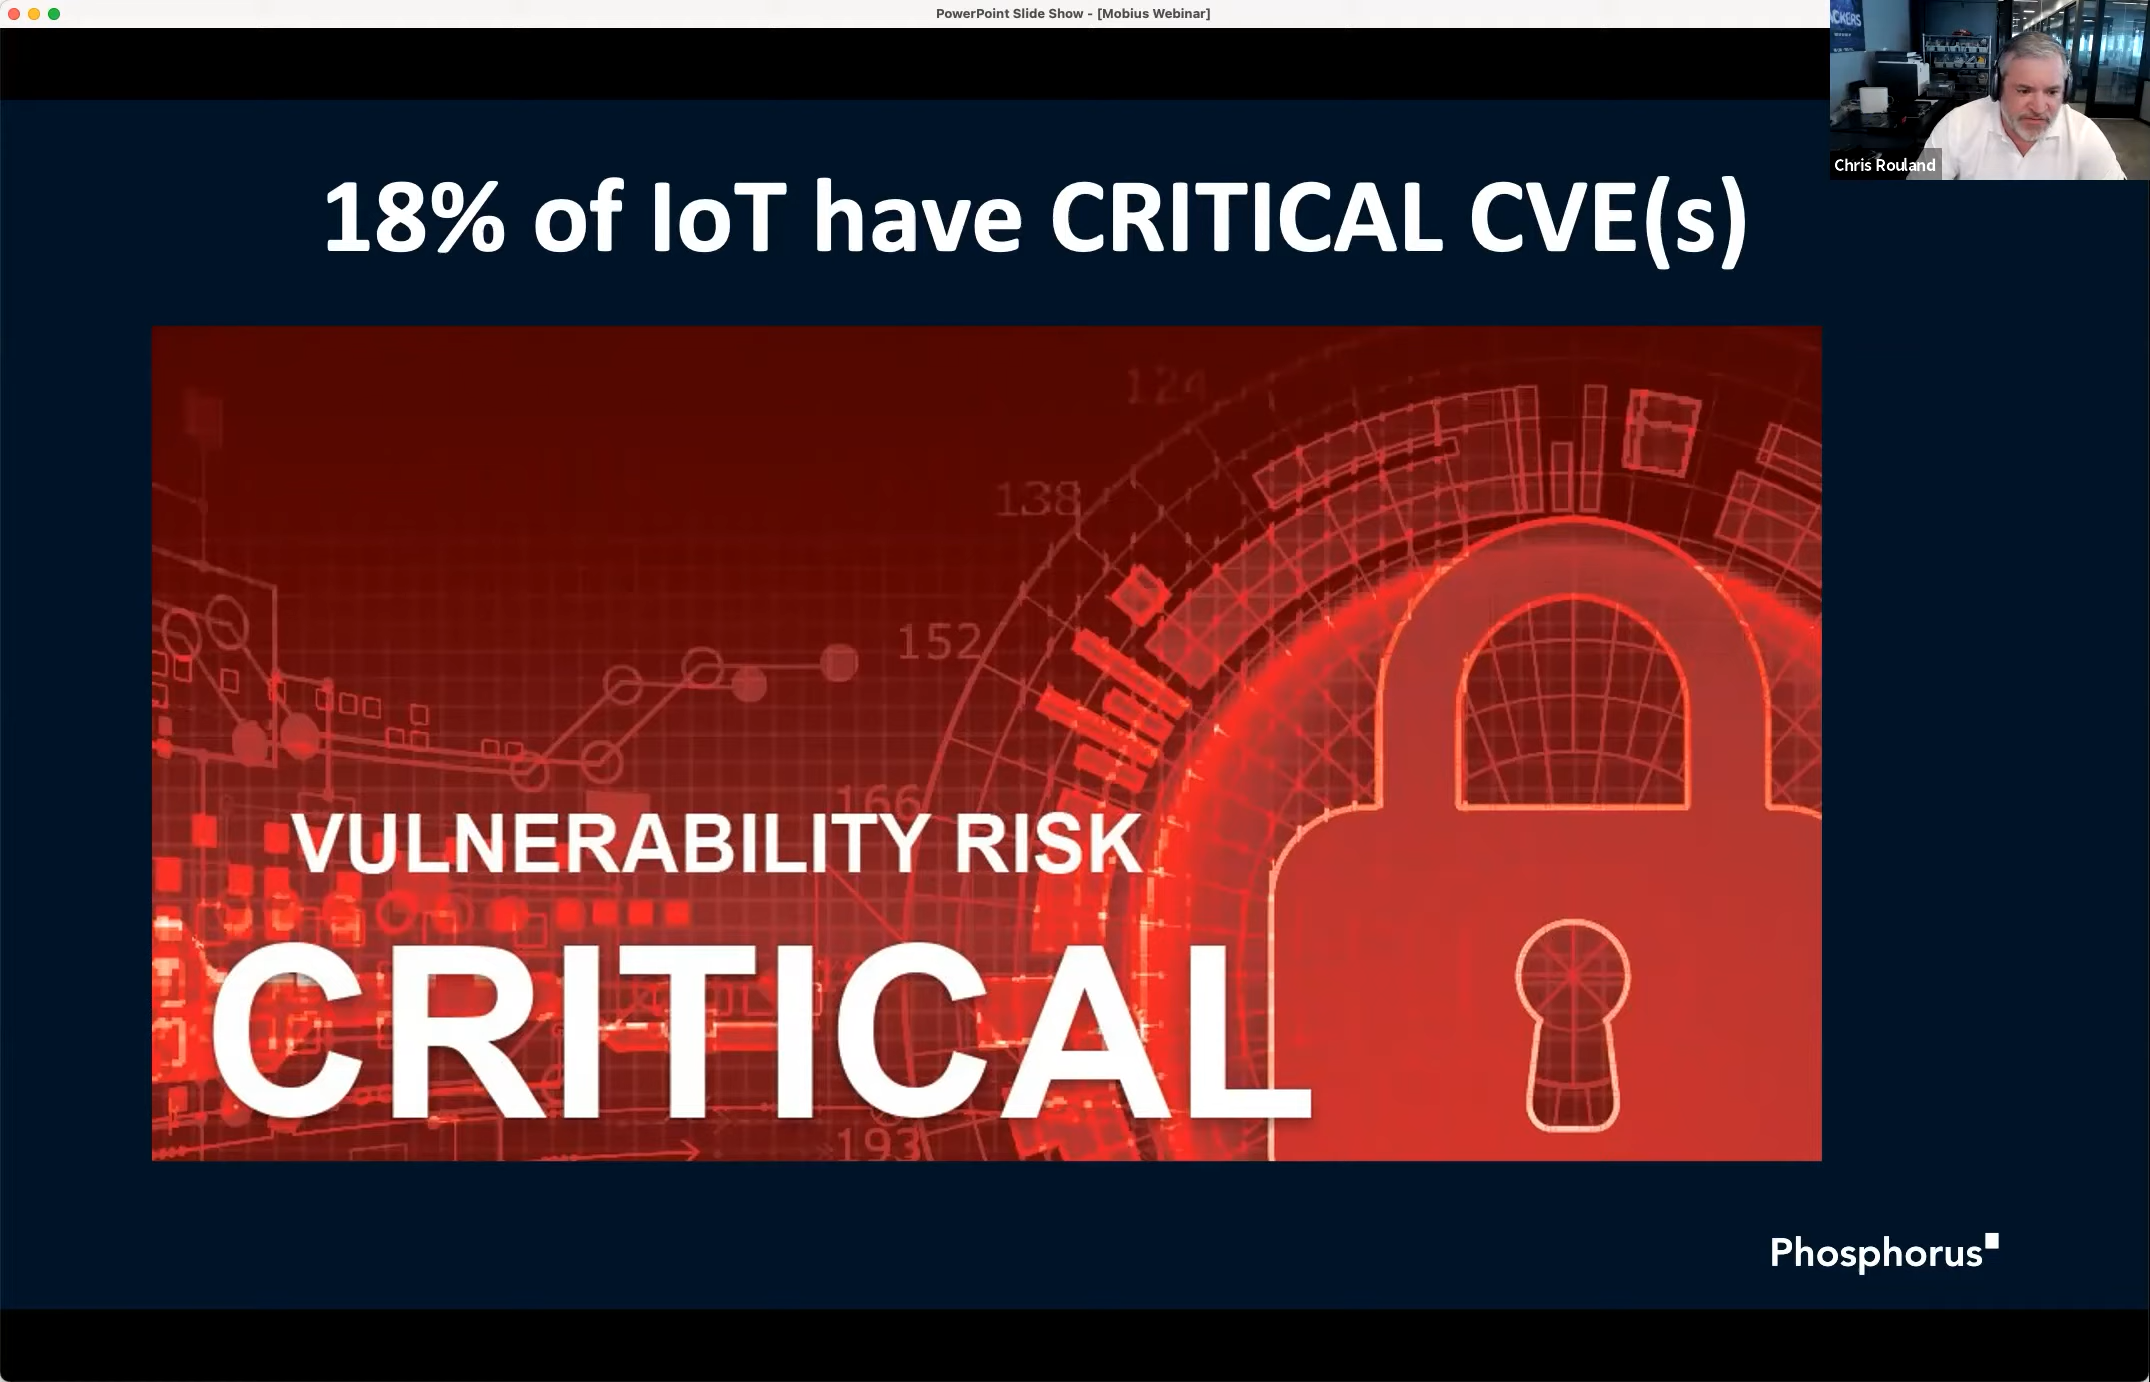 PowerPoint Slide Show - [Mobius Webinar]
CKERS
Chris Rouland
18% of IoT have CRITICAL CVE(s)
124
138
152
166
VULNERABILITY RISK
CRITICAL
193
Phosphorus